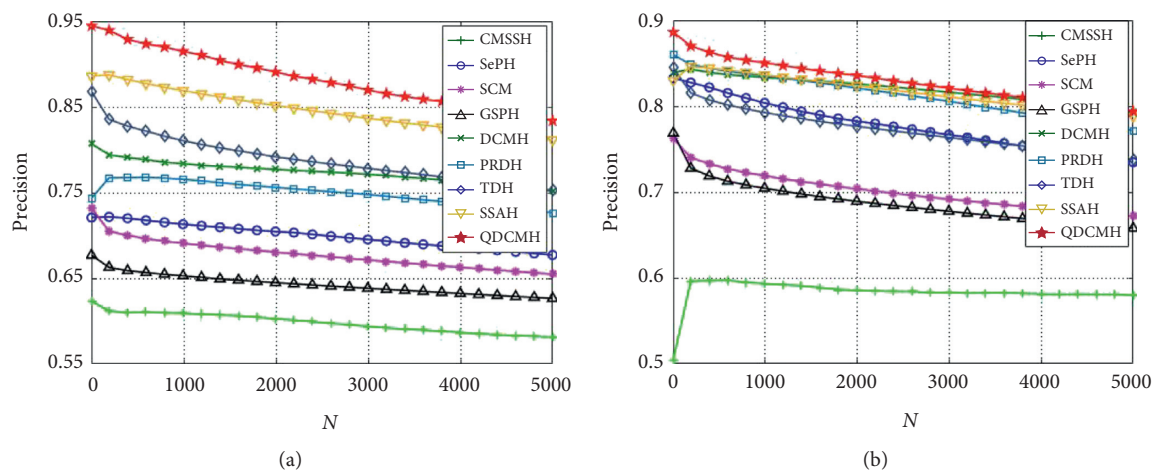 0.95
0.85
0.75
0.65
0.55
Precision
0 1000 2000 3000 4000 5000
N
CMSSH
SePH
SCM
GSPH
DCMH
PRDH
TDH
SSAH
QDCMH
(a)
0.9
0.8
0.7
0.6
0.5
Precision
0 1000 2000 3000 4000 5000
N
CMSSH
SePH
SCM
GSPH
DCMH
PRDH
TDH
SSAH
QDCMH
(b)